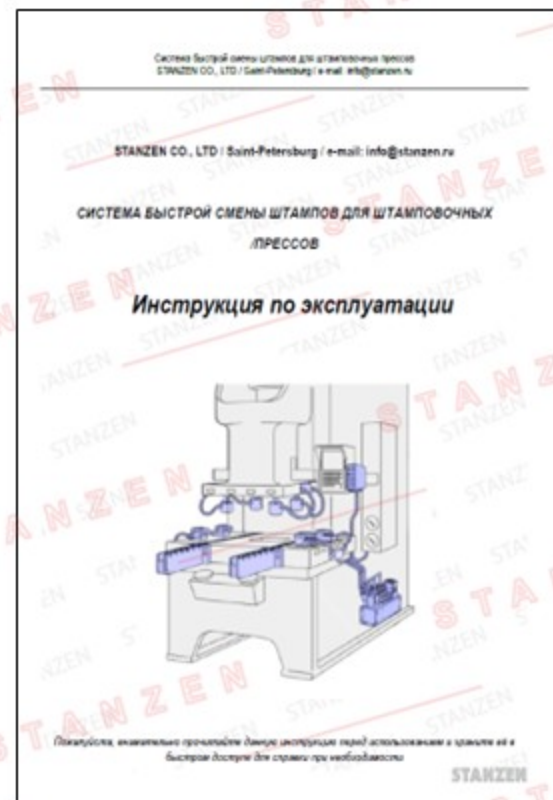 Система быстрой смены штампов для штамповочных прессов
STANZEN CO., LTD / Saint-Petersburg / e-mail: info@stanzen.ru
STANZEN CO., LTD / Saint-Petersburg / e-mail: info@stanzen.ru
СИСТЕМА БЫСТРОЙ СМЕНЫ ШТАМПОВ ДЛЯ ШТАМПОВОЧНЫХ
/ПРЕССОВ
Инструкция по эксплуатации
Пожалуйста, внимательно прочитайте данную инструкцию перед использованием и храните её в
быстром доступе для справки при необходимости
STANZEN